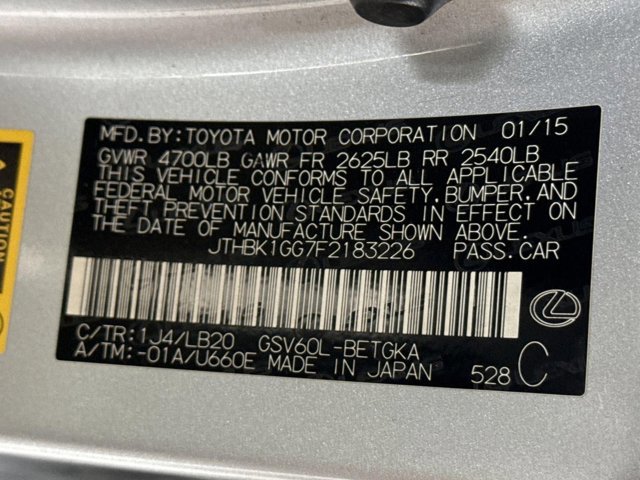 MFD.BY:TOYOTA MOTOR CORPORATION 01/15
GVWR 4700LB GAWR FR 2625LB RR 2540LB
THIS VEHICLE CONFORMS TO ALL APPLICABLE
FEDERAL MOTOR VEHICLE SAFETY,BUMPER,AND
THEFT PREVENTION STANDARDS IN EFFECT ON
THE DATE OF MANUFACTURE SHOWN ABOVE.
JTHBK1GG7F2183226 PASS.CAR
C/TR:1J4/LB20 GSV60L-BETGKA
A/TM:-01A/U660E MADE IN JAPAN 528 C
CAUTION